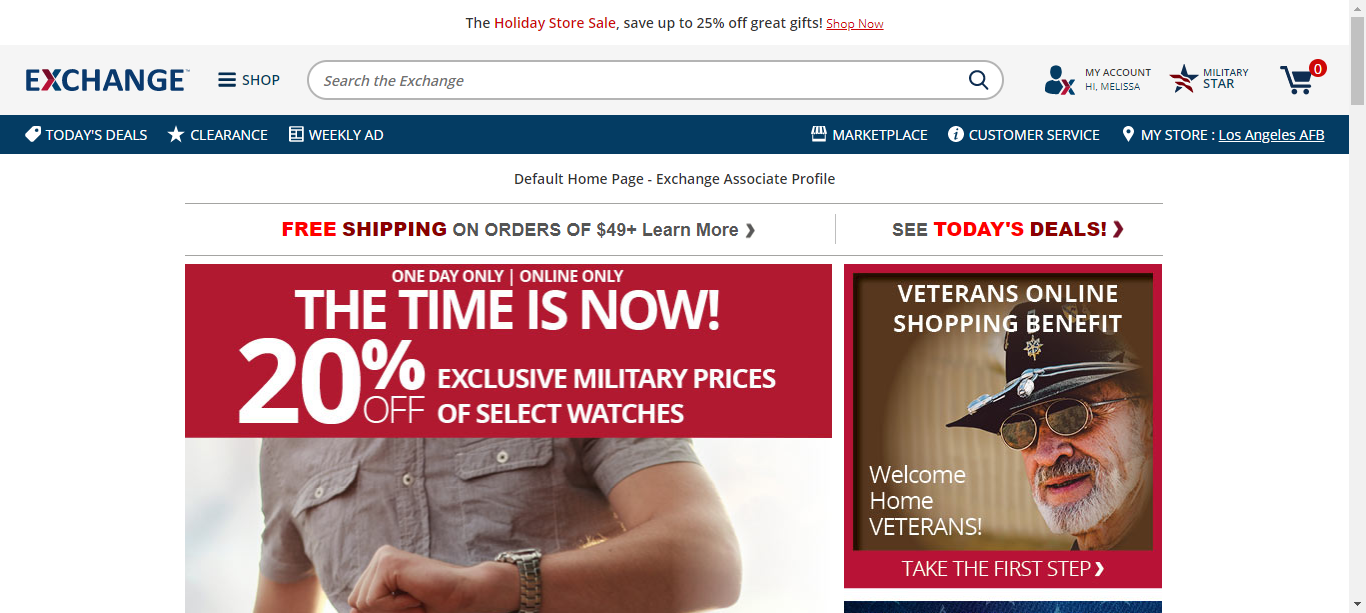 The Holiday Store Sale, save up to 25% off great gifts! Shop Now
EXCHANGE™
SHOP
Search the Exchange
MY ACCOUNT
HI, MELISSA
MILITARY
STAR
0
TODAY'S DEALS
CLEARANCE
WEEKLY AD
MARKETPLACE
CUSTOMER SERVICE
MY STORE : Los Angeles AFB
Default Home Page - Exchange Associate Profile
FREE SHIPPING ON ORDERS OF $49+ Learn More ❯
SEE TODAY'S DEALS! ❯
ONE DAY ONLY | ONLINE ONLY
THE TIME IS NOW!
20% OFF
EXCLUSIVE MILITARY PRICES
OF SELECT WATCHES
VETERANS ONLINE
SHOPPING BENEFIT
Welcome
Home
VETERANS!
TAKE THE FIRST STEP ❯